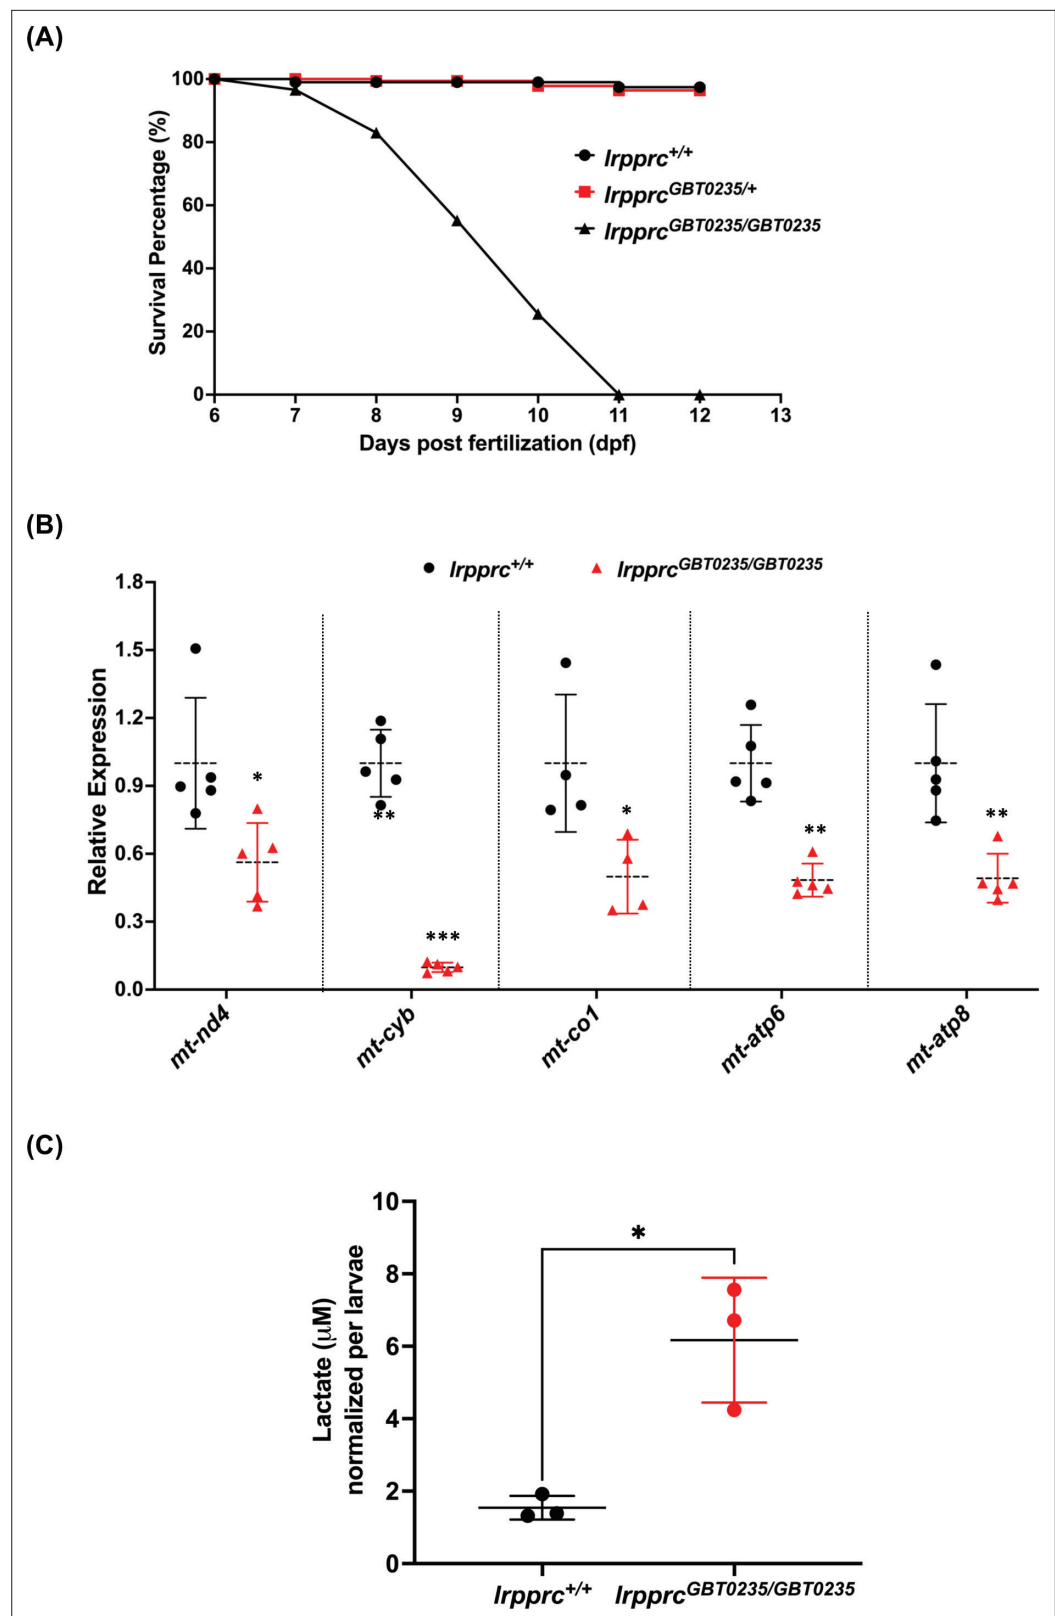 (A)
100
80
60
40
20
0
Survival Percentage (%)
lrpprc+/+
lrpprcGBT0235/+
lrpprcGBT0235/GBT0235
6 7 8 9 10 11 12 13
Days post fertilization (dpf)
(B)
lrpprc+/+ lrpprcGBT0235/GBT0235
1.8
1.5
1.2
0.9
0.6
0.3
0.0
Relative Expression
*
**
***
*
**
**
mt-nd4 mt-cyb mt-co1 mt-atp6 mt-atp8
(C)
10
8
6
4
2
0
Lactate (μM)
normalized per larvae
*
lrpprc+/+ lrpprcGBT0235/GBT0235